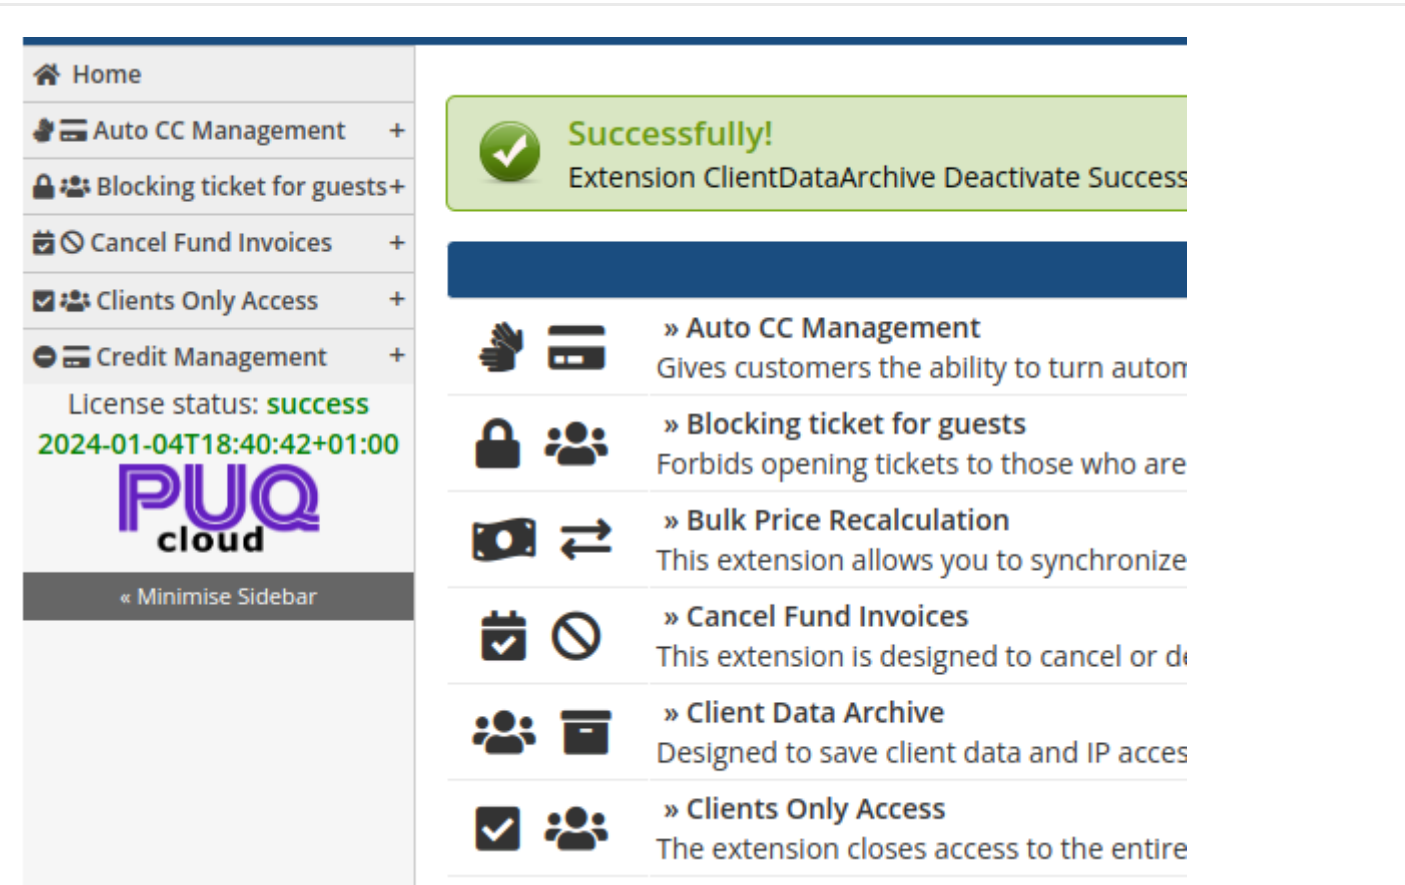 Home
Auto CC Management +
Blocking ticket for guests+
Cancel Fund Invoices +
Clients Only Access +
Credit Management +
License status: success
2024-01-04T18:40:42+01:00
PUQ
cloud
« Minimise Sidebar
Successfully!
Extension ClientDataArchive Deactivate Success
» Auto CC Management
Gives customers the ability to turn autom
» Blocking ticket for guests
Forbids opening tickets to those who are
» Bulk Price Recalculation
This extension allows you to synchronize
» Cancel Fund Invoices
This extension is designed to cancel or de
» Client Data Archive
Designed to save client data and IP acces
» Clients Only Access
The extension closes access to the entire